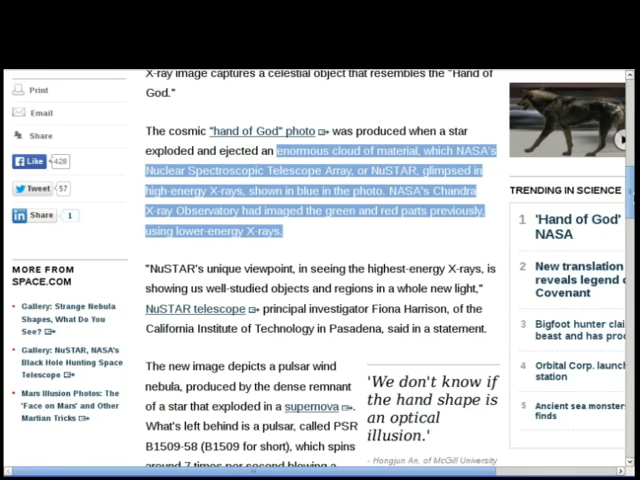 X-ray image captures a celestial object that resembles the "Hand of
God."
The cosmic "hand of God" photo was produced when a star
exploded and ejected an enormous cloud of material, which NASA's
Nuclear Spectroscopic Telescope Array, or NuSTAR, glimpsed in
high-energy X-rays, shown in blue in the photo. NASA's Chandra
X-ray Observatory had imaged the green and red parts previously,
using lower-energy X-rays.
"NuSTAR's unique viewpoint, in seeing the highest-energy X-rays, is
showing us well-studied objects and regions in a whole new light,"
NuSTAR telescope principal investigator Fiona Harrison, of the
California Institute of Technology in Pasadena, said in a statement.
The new image depicts a pulsar wind
nebula, produced by the dense remnant
of a star that exploded in a supernova.
What's left behind is a pulsar, called PSR
B1509-58 (B1509 for short), which spins
around 7 times per second blowing a
'We don't know if
the hand shape is
an optical
illusion.'
- Hongjun An, of McGill University
Print
Email
Share
Like 428
Tweet 57
Share 1
MORE FROM
SPACE.COM
Gallery: Strange Nebula
Shapes, What Do You
See?
Gallery: NuSTAR, NASA's
Black Hole Hunting Space
Telescope
Mars Illusion Photos: The
'Face on Mars' and Other
Martian Tricks
TRENDING IN SCIENCE
1 'Hand of God'
NASA
2 New translation
reveals legend
Covenant
3 Bigfoot hunter
beast and has
4 Orbital Corp.
station
5 Ancient sea
finds